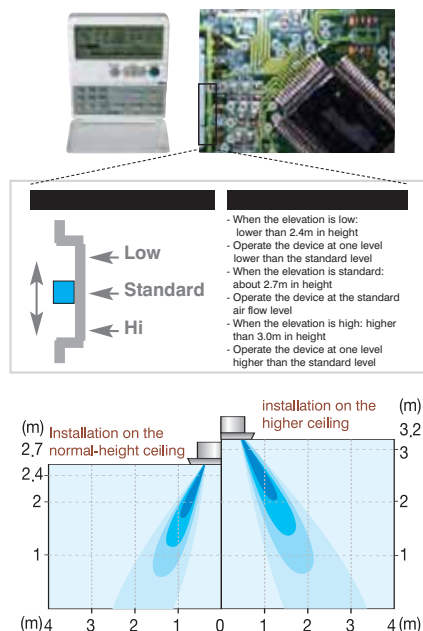 Low
Standard
Hi
- When the elevation is low:
lower than 2.4m in height
- Operate the device at one level
lower than the standard level
- When the elevation is standard:
about 2.7m in height
- Operate the device at the standard
air flow level
- When the elevation is high: higher
than 3.0m in height
- Operate the device at one level
higher than the standard level
(m)
2,7
2,4
2
1
Installation on the
normal-height ceiling
installation on the
higher ceiling
(m)
3,2
3
2
1
(m) 4 3 2 1 0 1 2 3 4 (m)